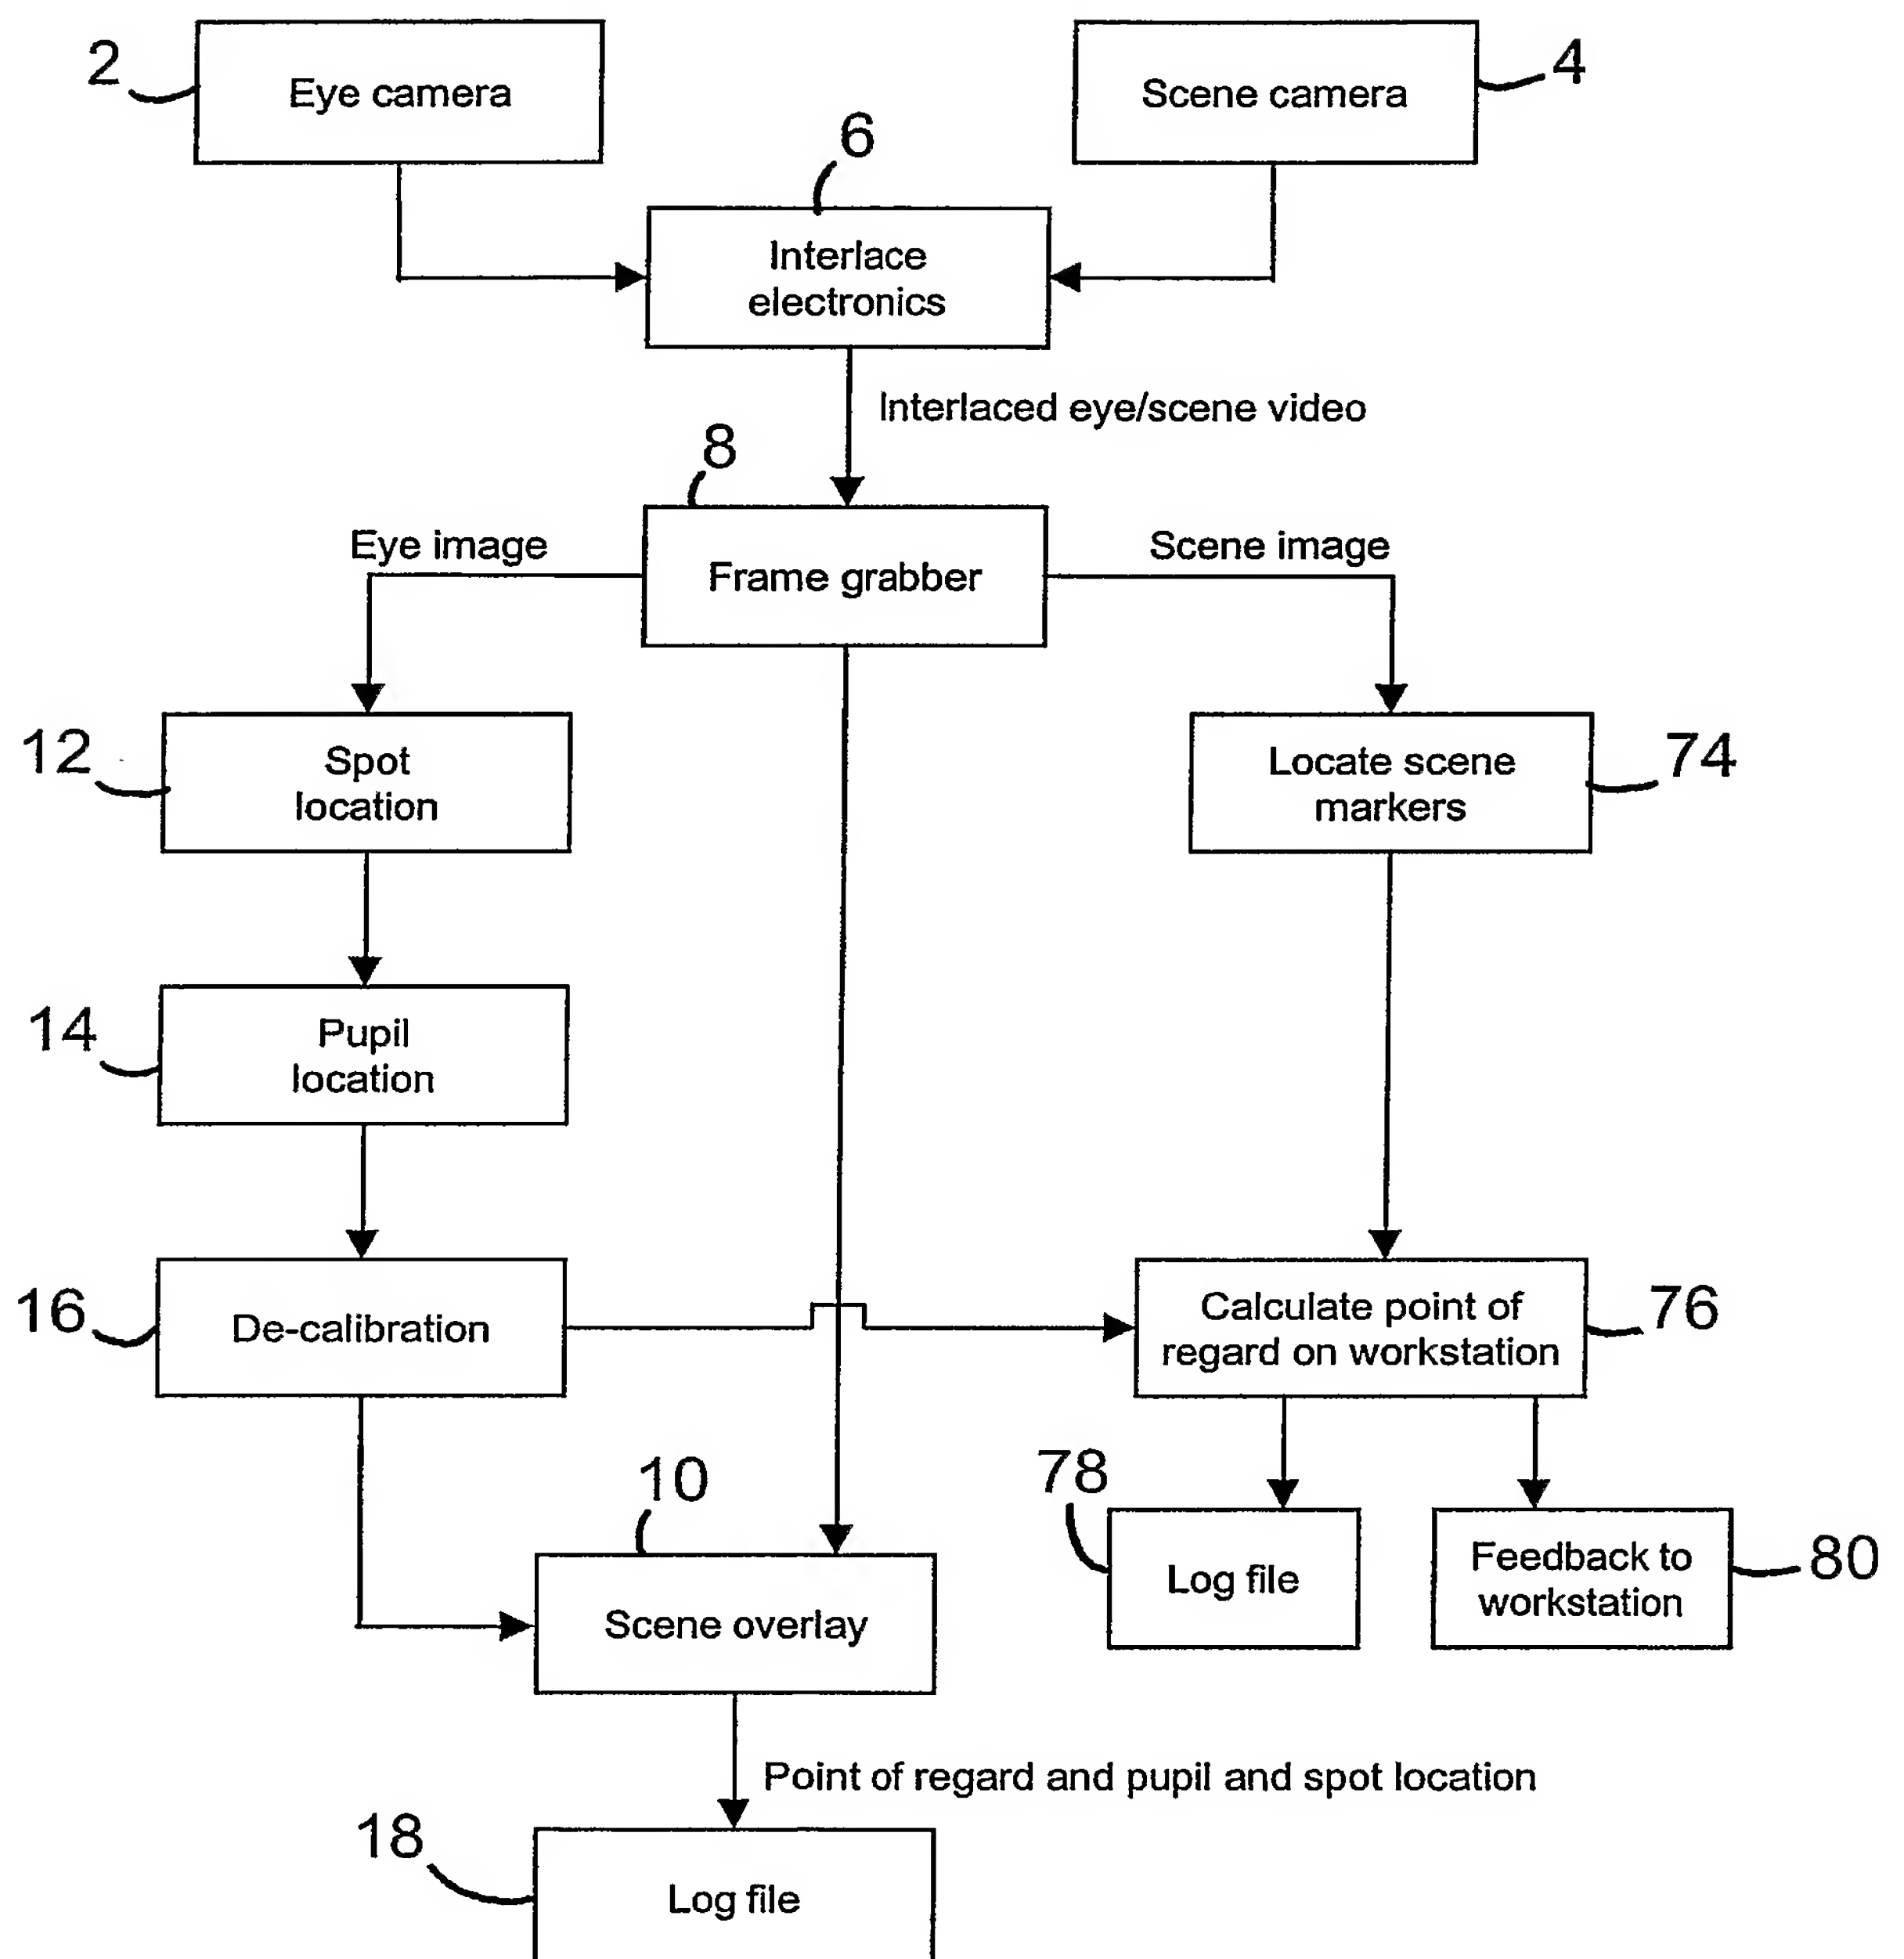 2
Eye camera
Scene camera
4
6
Interlace
electronics
Interlaced eye/scene video
8
Eye image
Frame grabber
Scene image
12
Spot
location
Locate scene
markers
74
14
Pupil
location
16
De-calibration
Calculate point of
regard on workstation
76
10
Scene overlay
78
Log file
Feedback to
workstation
80
Point of regard and pupil and spot location
18
Log file